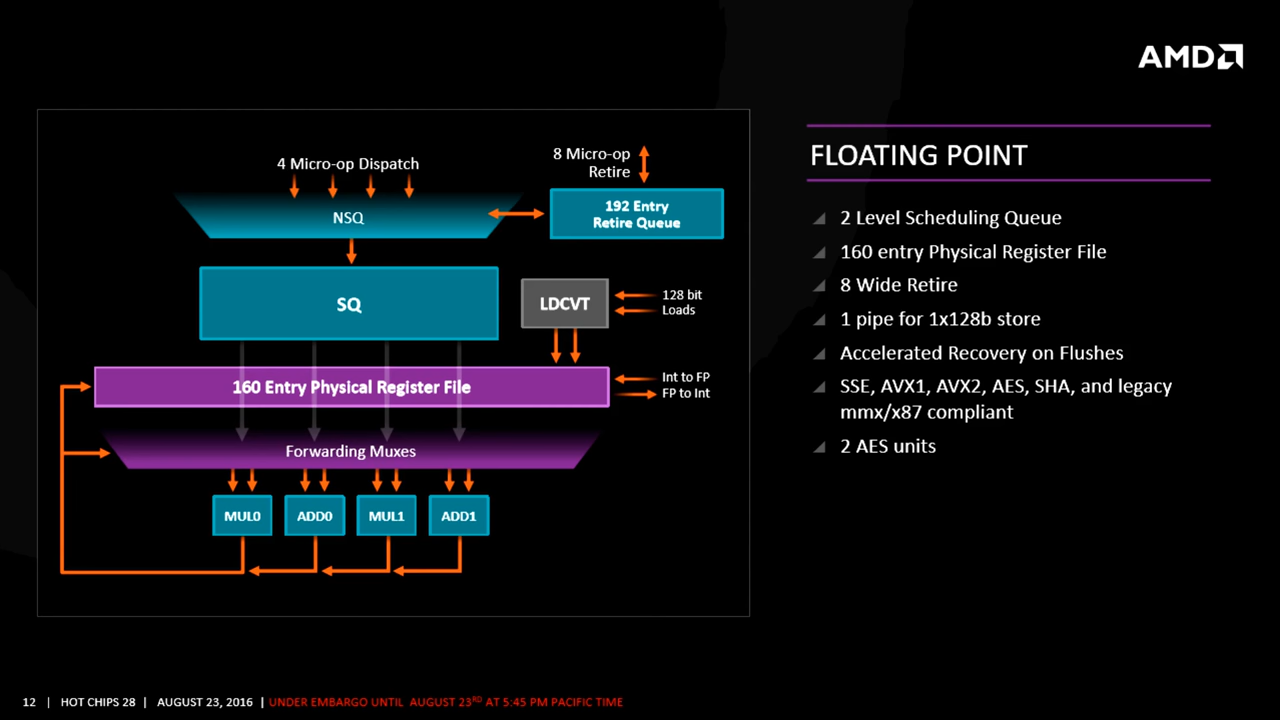 AMD
4 Micro-op Dispatch
8 Micro-op
Retire
NSQ
192 Entry
Retire Queue
SQ
LDCVT
128 bit
Loads
160 Entry Physical Register File
Int to FP
FP to Int
Forwarding Muxes
MUL0
ADD0
MUL1
ADD1
FLOATING POINT
2 Level Scheduling Queue
160 entry Physical Register File
8 Wide Retire
1 pipe for 1x128b store
Accelerated Recovery on Flushes
SSE, AVX1, AVX2, AES, SHA, and legacy
mmx/x87 compliant
2 AES units
12 | HOT CHIPS 28 | AUGUST 23, 2016 | UNDER EMBARGO UNTIL AUGUST 23RD AT 5:45 PM PACIFIC TIME